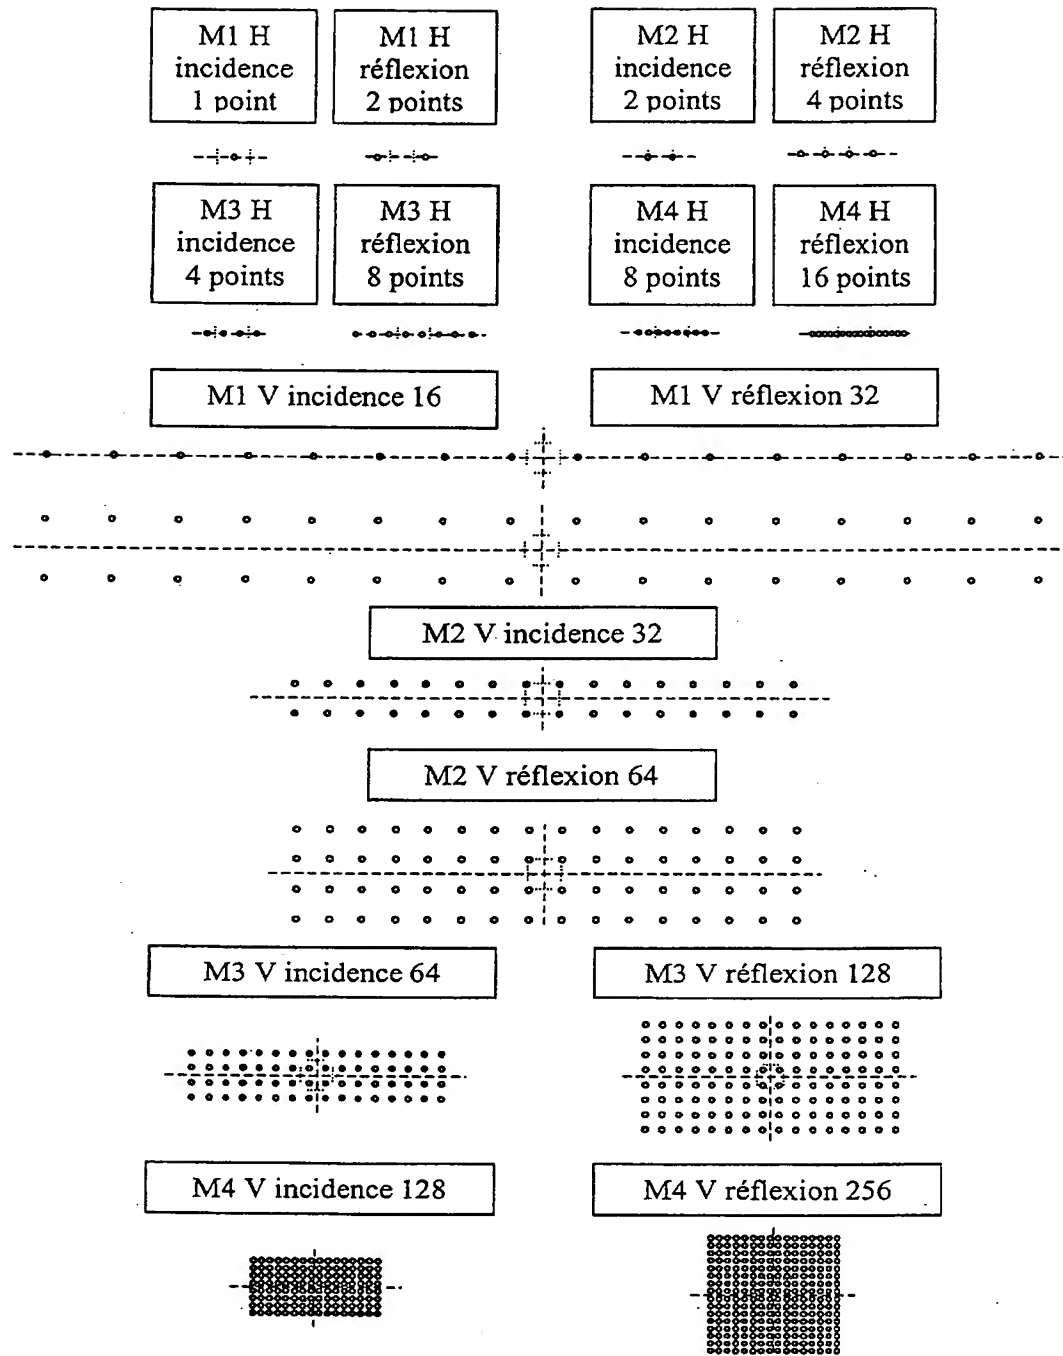 M1 H
incidence
1 point
M1 H
réflexion
2 points
M2 H
incidence
2 points
M2 H
réflexion
4 points
M3 H
incidence
4 points
M3 H
réflexion
8 points
M4 H
incidence
8 points
M4 H
réflexion
16 points
M1 V incidence 16
M1 V réflexion 32
M2 V incidence 32
M2 V réflexion 64
M3 V incidence 64
M3 V réflexion 128
M4 V incidence 128
M4 V réflexion 256